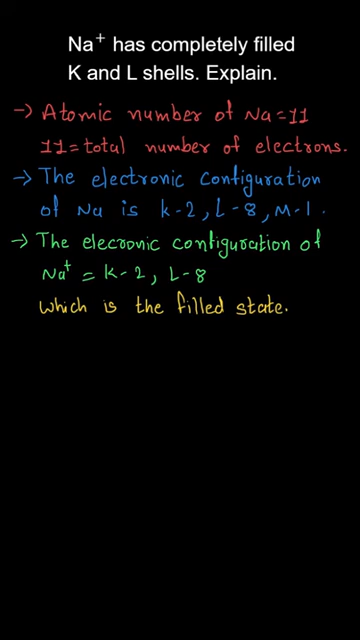 Na⁺ has completely filled
K and L shells. Explain.
→ Atomic number of Na = 11
11 = total number of electrons.
→ The electronic configuration
of Na is K-2, L-8, M-1.
→ The elecronic configuration of
Na⁺ = K-2, L-8
which is the filled state.